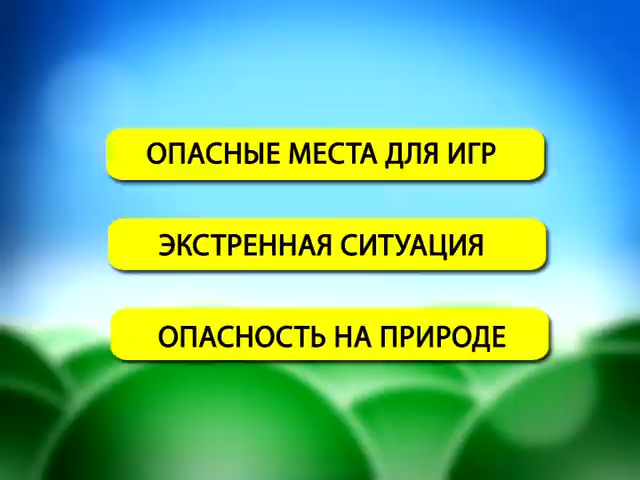 ОПАСНЫЕ МЕСТА ДЛЯ ИГР
ЭКСТРЕННАЯ СИТУАЦИЯ
ОПАСНОСТЬ НА ПРИРОДЕ